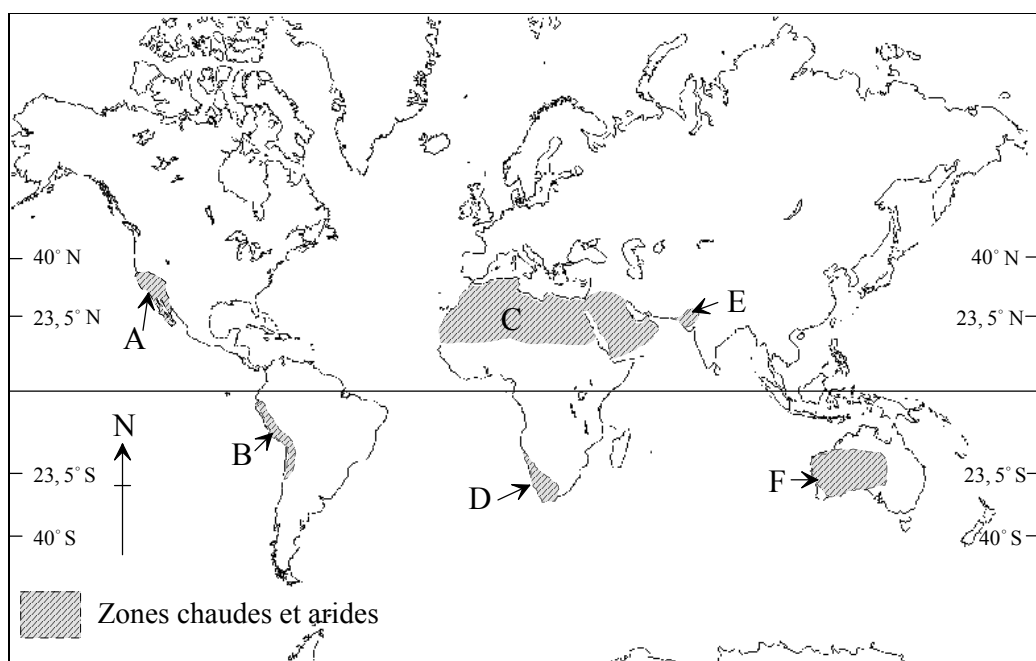 40° N
40° N
23,5° N
23,5° N
A
C
E
N
B
D
F
23,5° S
23,5° S
40° S
40° S
Zones chaudes et arides